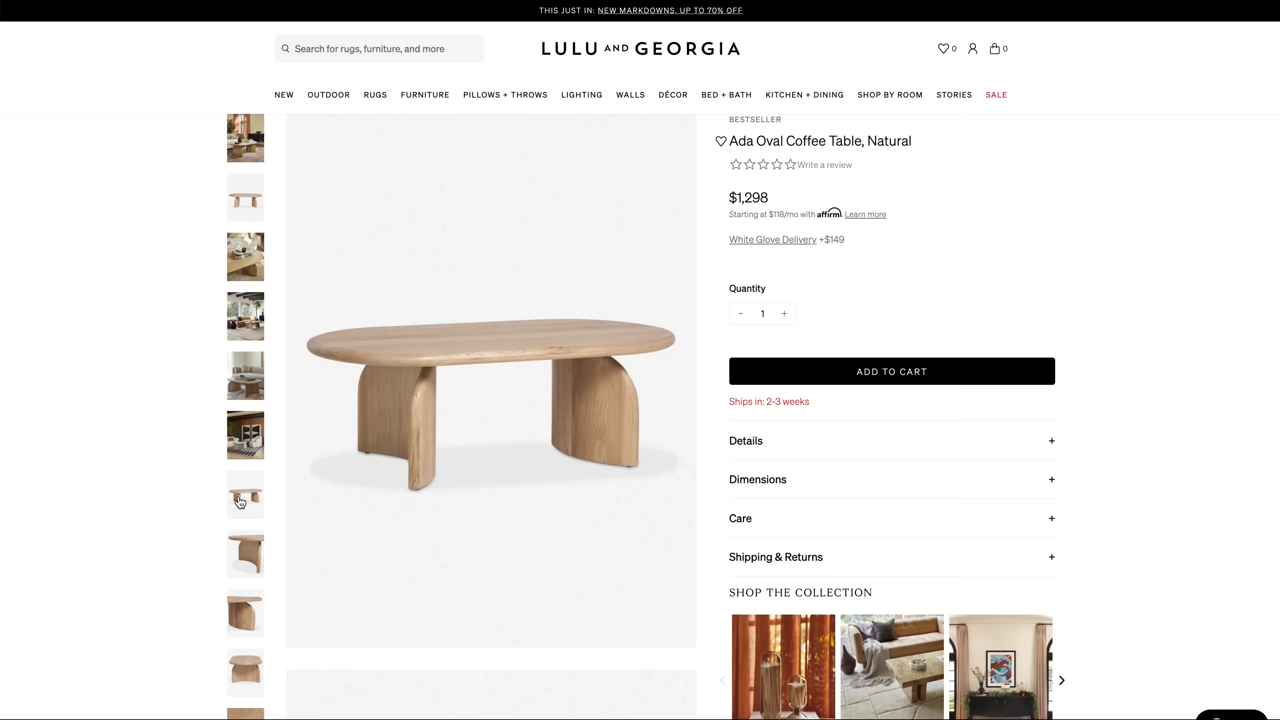 THIS JUST IN: NEW MARKDOWNS, UP TO 70% OFF
Search for rugs, furniture, and more
LULU AND GEORGIA
0
0
NEW OUTDOOR RUGS FURNITURE PILLOWS + THROWS LIGHTING WALLS DÉCOR BED + BATH KITCHEN + DINING SHOP BY ROOM STORIES SALE
BESTSELLER
Ada Oval Coffee Table, Natural
Write a review
$1,298
Starting at $118/mo with affirm. Learn more
White Glove Delivery +$149
Quantity
- 1 +
ADD TO CART
Ships in: 2-3 weeks
Details +
Dimensions +
Care +
Shipping & Returns +
SHOP THE COLLECTION